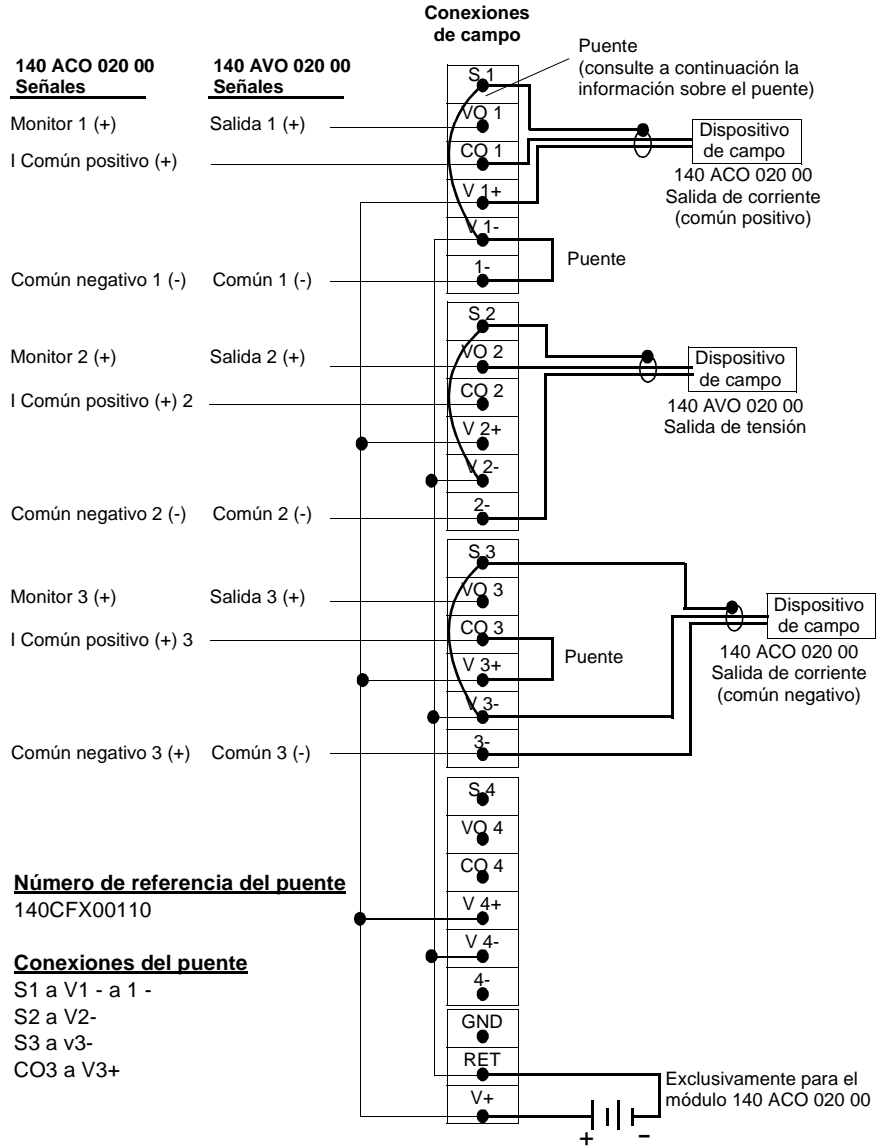 Conexiones
de campo
Puente
(consulte a continuación la
información sobre el puente)
140 ACO 020 00
Señales
140 AVO 020 00
Señales
S 1
Monitor 1 (+)
Salida 1 (+)
VO 1
Dispositivo
de campo
I Común positivo (+)
CO 1
140 ACO 020 00
Salida de corriente
(común positivo)
V 1+
V 1-
Puente
Común negativo 1 (-)
Común 1 (-)
1-
S 2
Monitor 2 (+)
Salida 2 (+)
VO 2
Dispositivo
de campo
I Común positivo (+) 2
CO 2
140 AVO 020 00
Salida de tensión
V 2+
V 2-
Común negativo 2 (-)
Común 2 (-)
2-
S 3
Monitor 3 (+)
Salida 3 (+)
VO 3
Dispositivo
de campo
I Común positivo (+) 3
CO 3
Puente
140 ACO 020 00
Salida de corriente
(común negativo)
V 3+
V 3-
Común negativo 3 (+)
Común 3 (-)
3-
S 4
VO 4
CO 4
Número de referencia del puente
140CFX00110
V 4+
V 4-
Conexiones del puente
S1 a V1 - a 1 -
S2 a V2-
S3 a v3-
CO3 a V3+
4-
GND
RET
V+
Exclusivamente para el
módulo 140 ACO 020 00
+
-